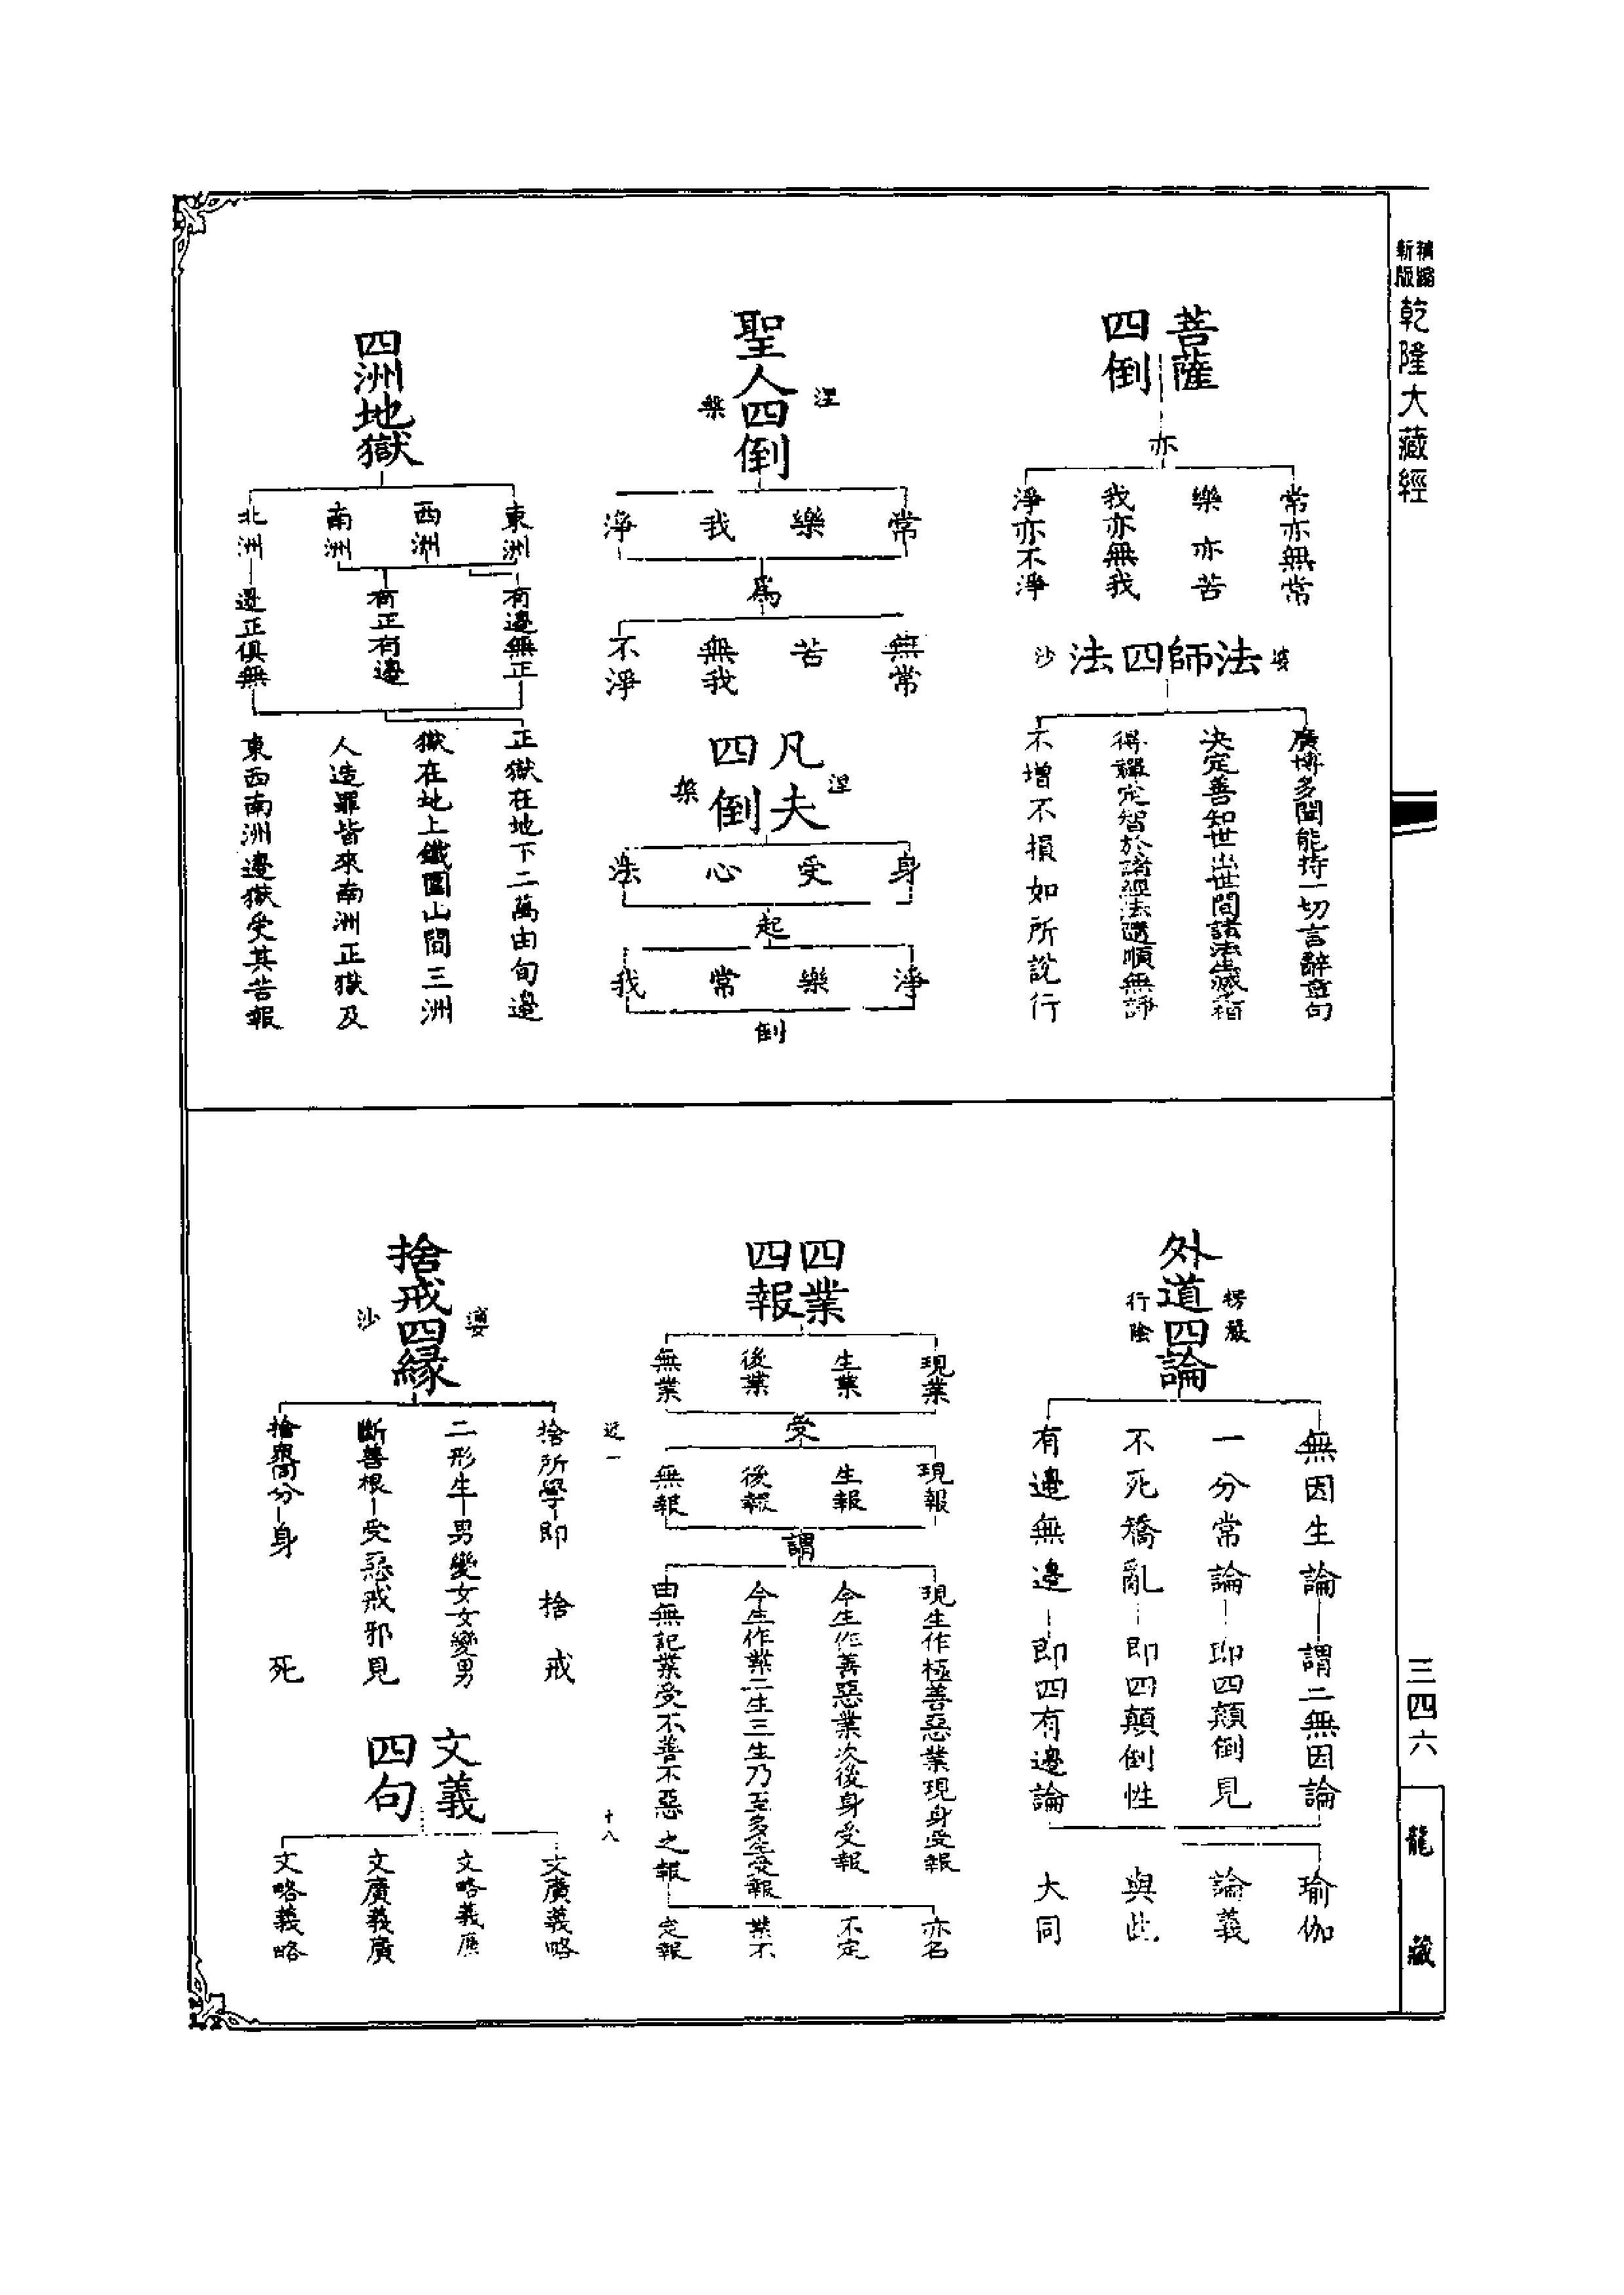 新版
乾隆大藏經
菩薩
四倒
亦
常亦無常
樂亦苦
我亦無我
淨亦不淨
婆沙
法師四法
廣博多聞能持一切言辭章句
決定善知世出世間諸法生滅相
得禪定智於諸經法隨順無諍
不增不損如所說行
聖人四倒
涅槃
常
樂
我
淨
為
無常
苦
無我
不淨
凡夫
四倒
涅槃
身
受
心
法
起
淨
樂
常
我
倒
四洲地獄
東洲
西洲
南洲
北洲
有邊無正
有正有邊
邊正俱無
正獄在地下二萬由旬邊
獄在地上鐵圍山間三洲
人造罪皆來南洲正獄及
東西南洲邊獄受其苦報
外道四論
楞嚴
行陰
無因生論
謂二無因論
一分常論
即四顛倒見
不死矯亂
即四顛倒性
有邊無邊
即四有邊論
瑜伽
論義
與此
大同
四業
四報
現業
生業
後業
無業
受
現報
生報
後報
無報
謂
現生作極善惡業現身受報
今生作善惡業次後身受報
今生作業二生三生乃至多生受報
由無記業受不善不惡之報
亦名
不定
業不
定報
十八
捨戒四緣
婆沙
捨所學
即捨戒
二形生
男變女女變男
斷善根
受惡戒邪見
捨衆同分
身死
文義
四句
文廣義略
文略義廣
文廣義廣
文略義略
三四六
龍藏